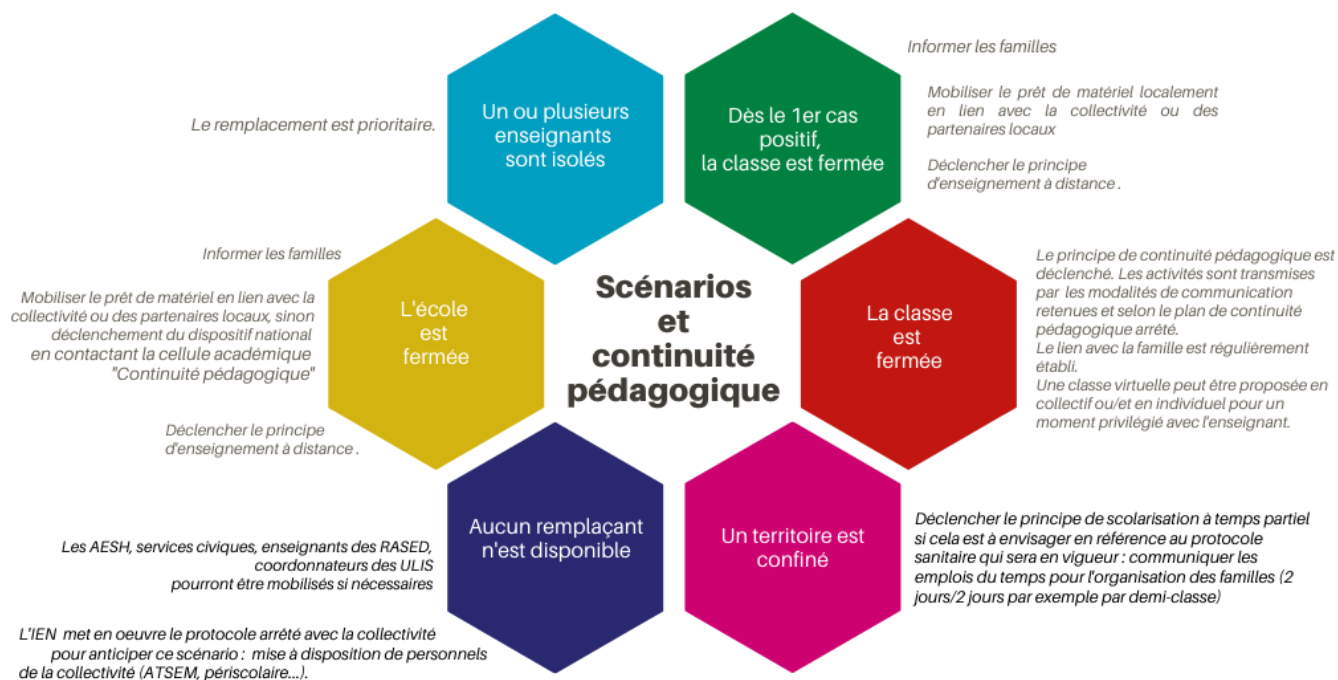 Le remplacement est prioritaire.
Un ou plusieurs
enseignants
sont isolés
Dès le 1er cas
positif,
la classe est fermée
Informer les familles
Mobiliser le prêt de matériel localement
en lien avec la collectivité ou des
partenaires locaux
Déclencher le principe
d'enseignement à distance .
Informer les familles
Mobiliser le prêt de matériel en lien avec la
collectivité ou des partenaires locaux, sinon
déclenchement du dispositif national
en contactant la cellule académique
"Continuité pédagogique"
Déclencher le principe
d'enseignement à distance .
L'école
est
fermée
Scénarios
et
continuité
pédagogique
La classe
est
fermée
Le principe de continuité pédagogique est
déclenché. Les activités sont transmises
par les modalités de communication
retenues et selon le plan de continuité
pédagogique arrêté.
Le lien avec la famille est régulièrement
établi.
Une classe virtuelle peut être proposée en
collectif ou/et en individuel pour un
moment privilégié avec l'enseignant.
Les AESH, services civiques, enseignants des RASED,
coordonnateurs des ULIS
pourront être mobilisés si nécessaires
L'IEN met en oeuvre le protocole arrêté avec la collectivité
pour anticiper ce scénario : mise à disposition de personnels
de la collectivité (ATSEM, périscolaire...).
Aucun remplaçant
n'est disponible
Un territoire est
confiné
Déclencher le principe de scolarisation à temps partiel
si cela est à envisager en référence au protocole
sanitaire qui sera en vigueur : communiquer les
emplois du temps pour l'organisation des familles (2
jours/2 jours par exemple par demi-classe)